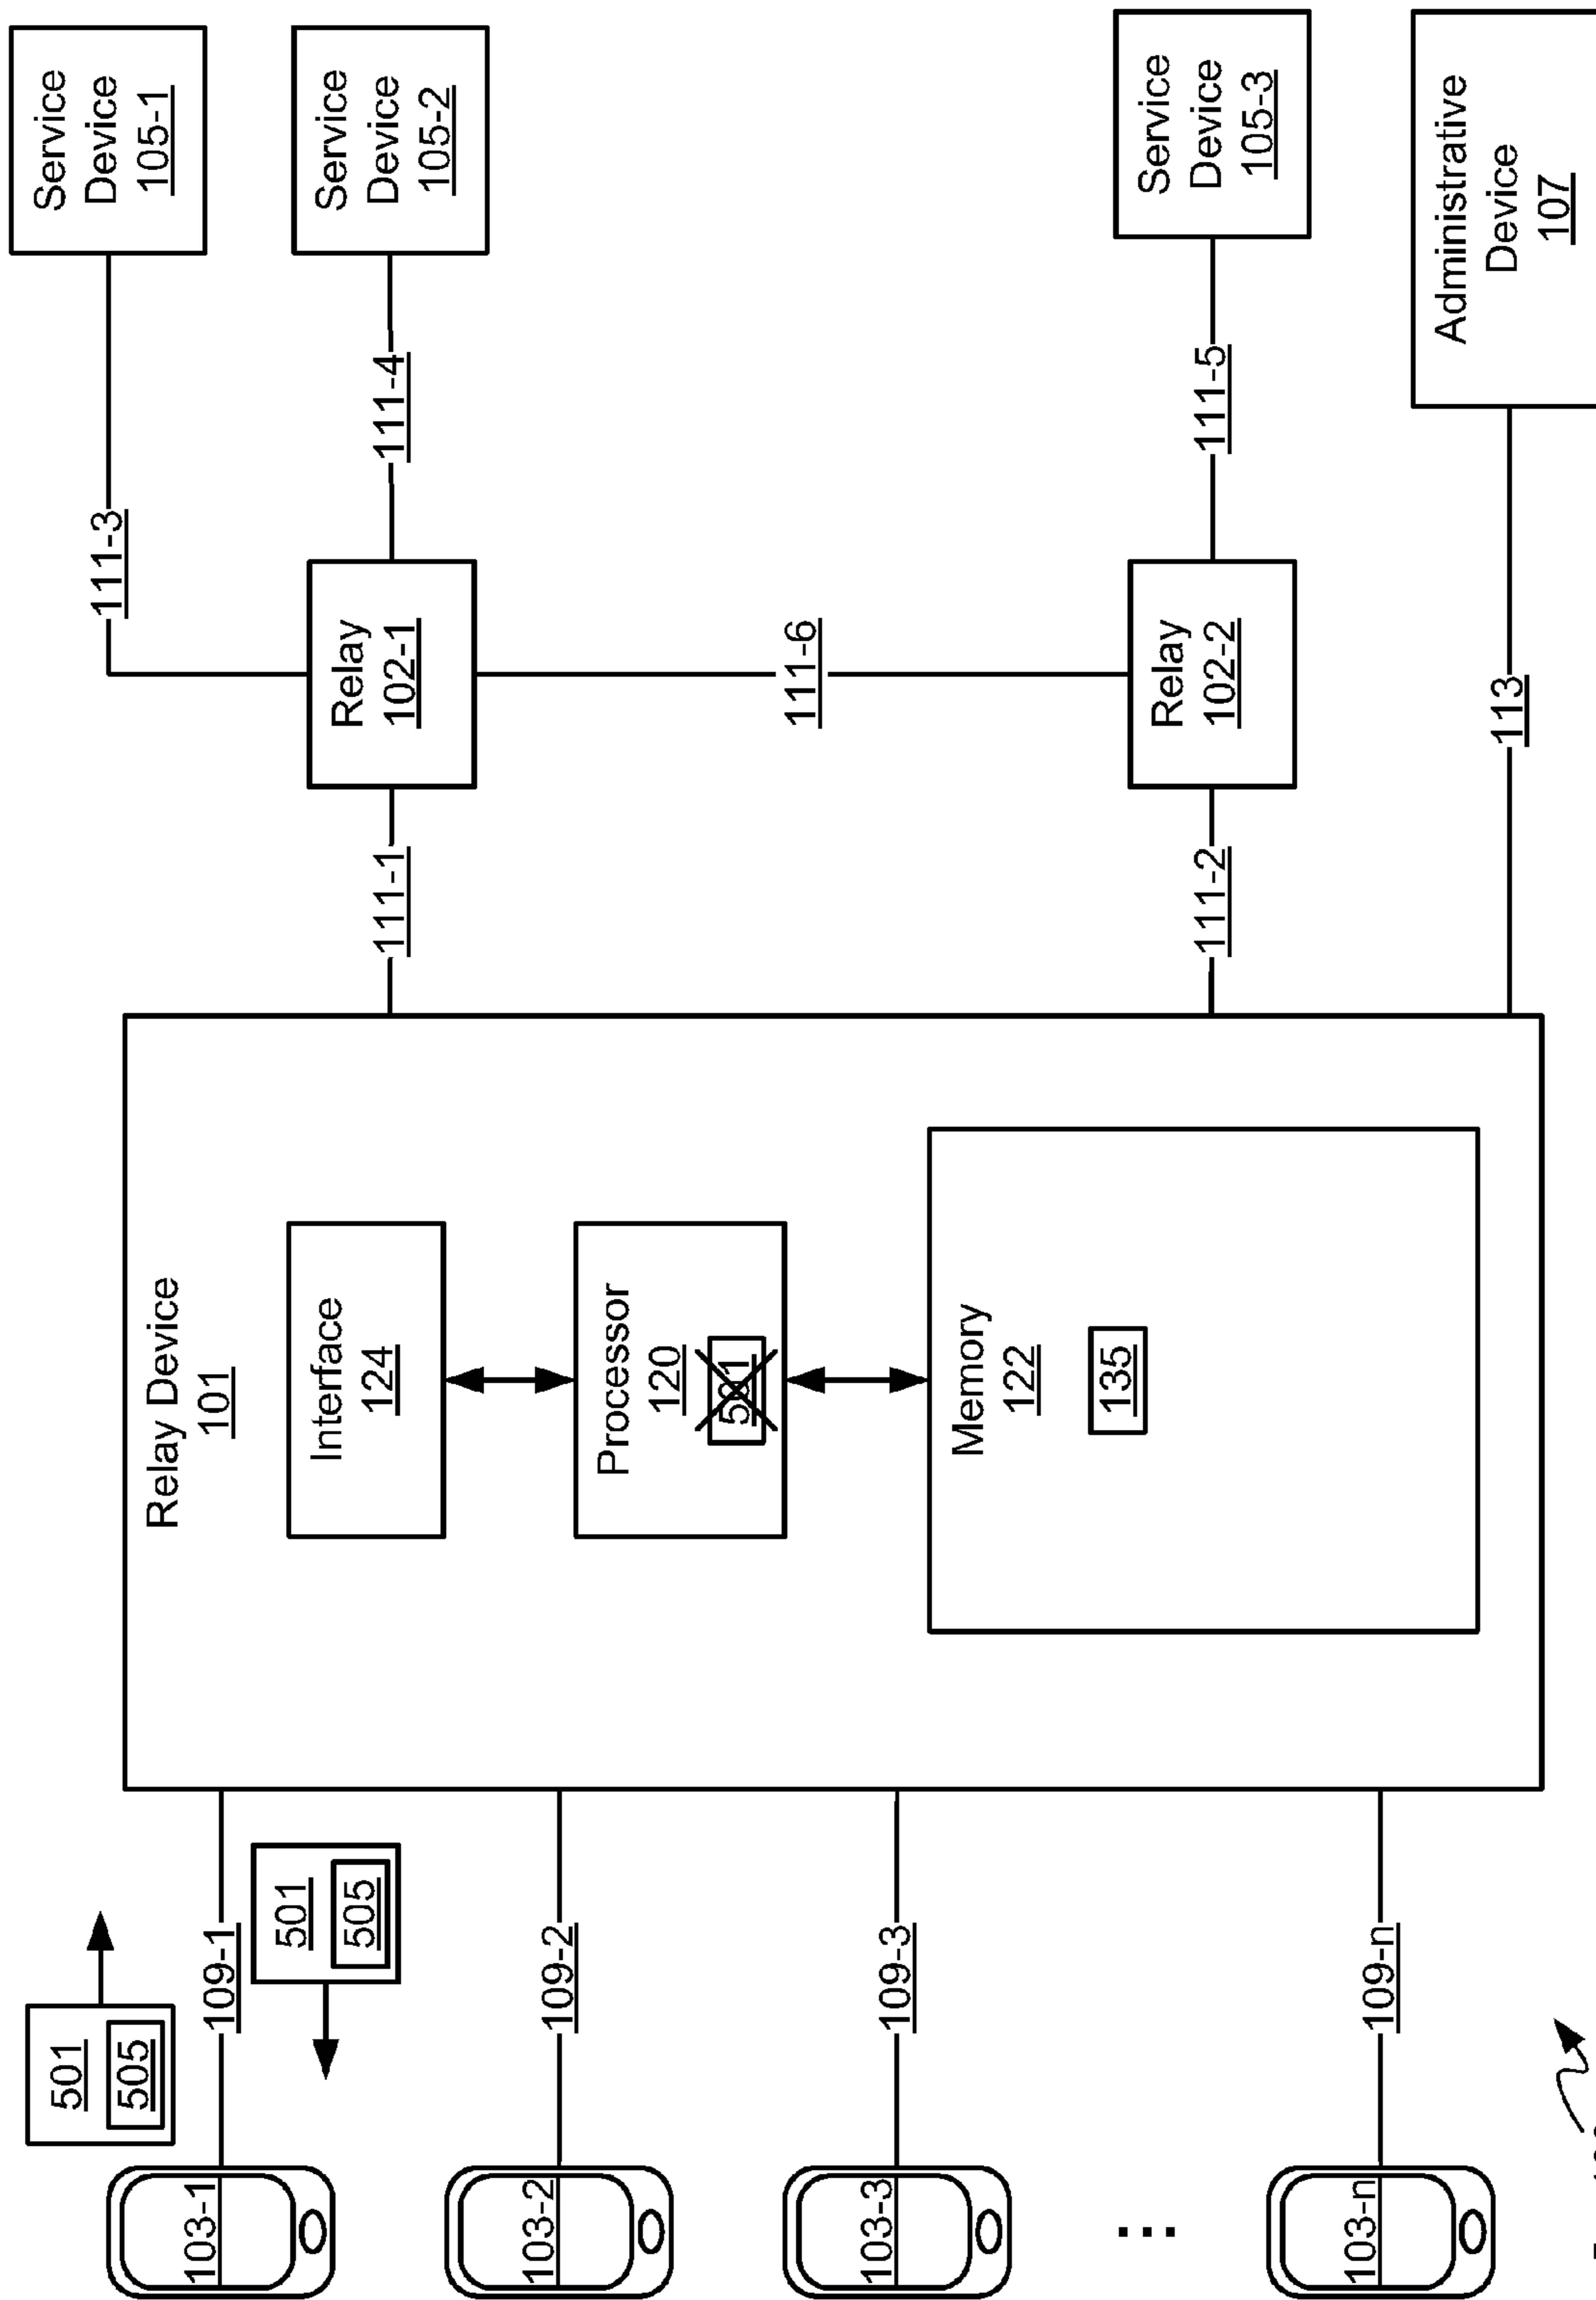 Service
Device
105-1
Service
Device
105-2
Service
Device
105-3
Administrative
Device
107
111-3
111-4
111-5
Relay
102-1
111-6
Relay
102-2
113
111-1
111-2
Relay Device
101
Interface
124
Processor
120
501
Memory
122
135
501
505
109-1
501
505
109-2
109-3
109-n
103-1
103-2
103-3
...
103-n